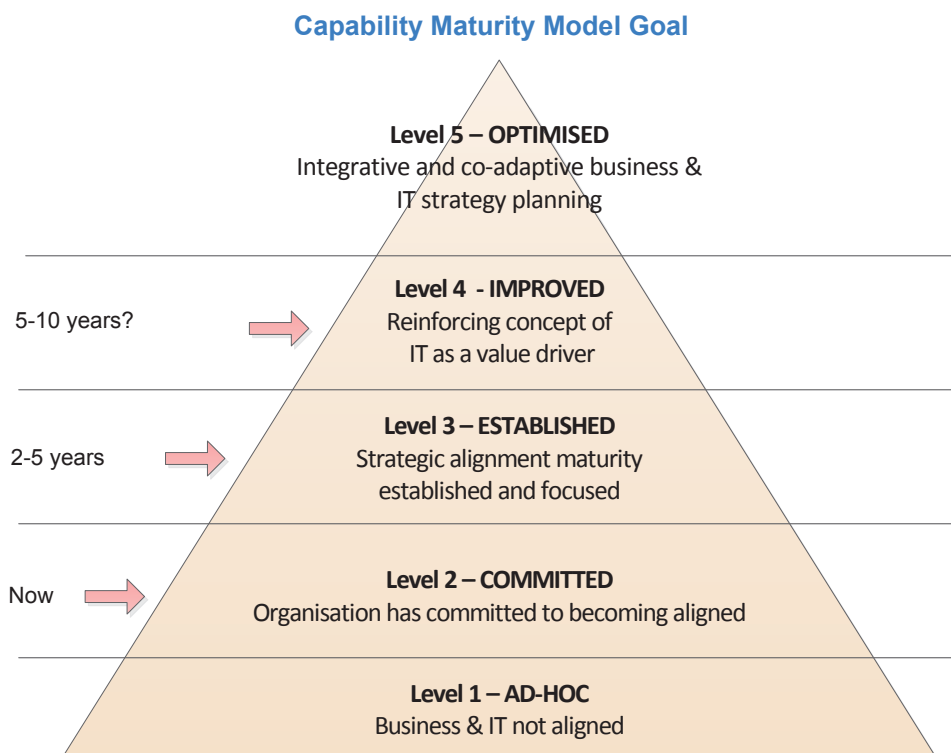 Capability Maturity Model Goal
Level 5 – OPTIMISED
Integrative and co-adaptive business &
IT strategy planning
Level 4 - IMPROVED
5-10 years?
Reinforcing concept of
IT as a value driver
Level 3 – ESTABLISHED
2-5 years
Strategic alignment maturity
established and focused
Level 2 – COMMITTED
Now
Organisation has committed to becoming aligned
Level 1 – AD-HOC
Business & IT not aligned